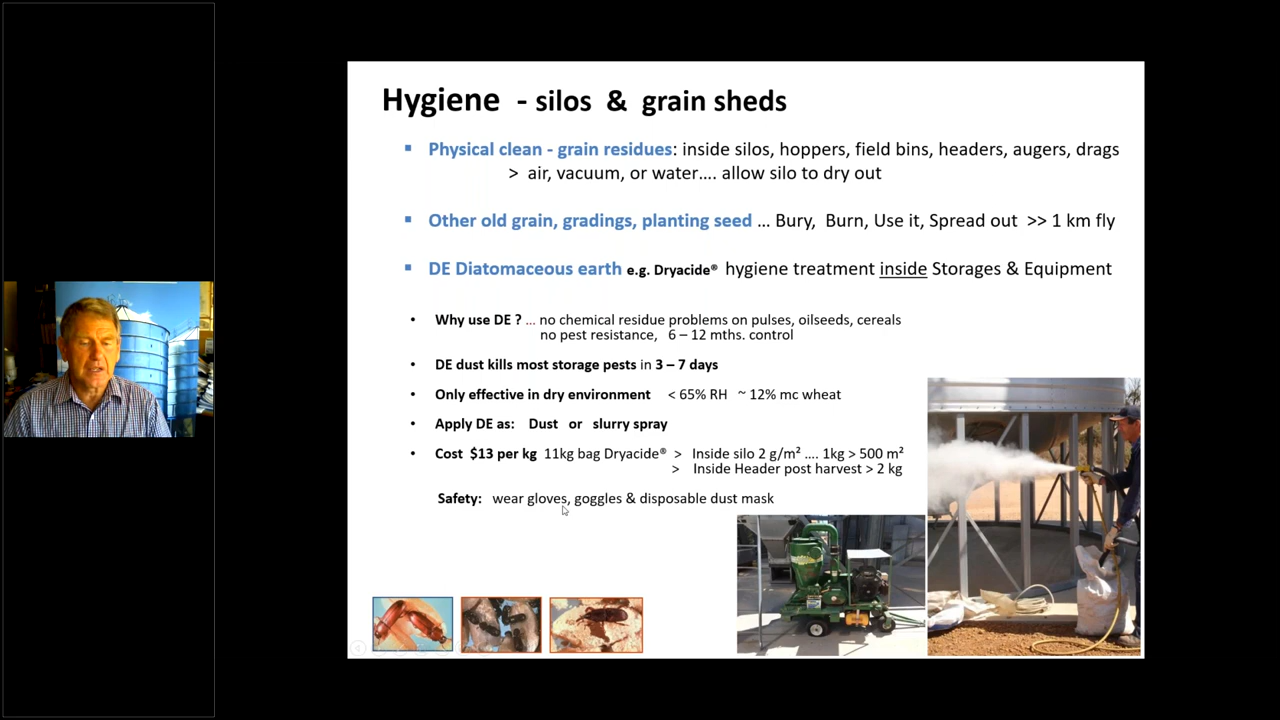 Hygiene - silos & grain sheds
Physical clean - grain residues: inside silos, hoppers, field bins, headers, augers, drags
> air, vacuum, or water.... allow silo to dry out
Other old grain, gradings, planting seed ... Bury, Burn, Use it, Spread out >> 1 km fly
DE Diatomaceous earth e.g. Dryacide® hygiene treatment inside Storages & Equipment
Why use DE ? ... no chemical residue problems on pulses, oilseeds, cereals
no pest resistance, 6 – 12 mths. control
DE dust kills most storage pests in 3 – 7 days
Only effective in dry environment < 65% RH ~ 12% mc wheat
Apply DE as: Dust or slurry spray
Cost $13 per kg 11kg bag Dryacide® > Inside silo 2 g/m² .... 1kg > 500 m²
> Inside Header post harvest > 2 kg
Safety: wear gloves, goggles & disposable dust mask